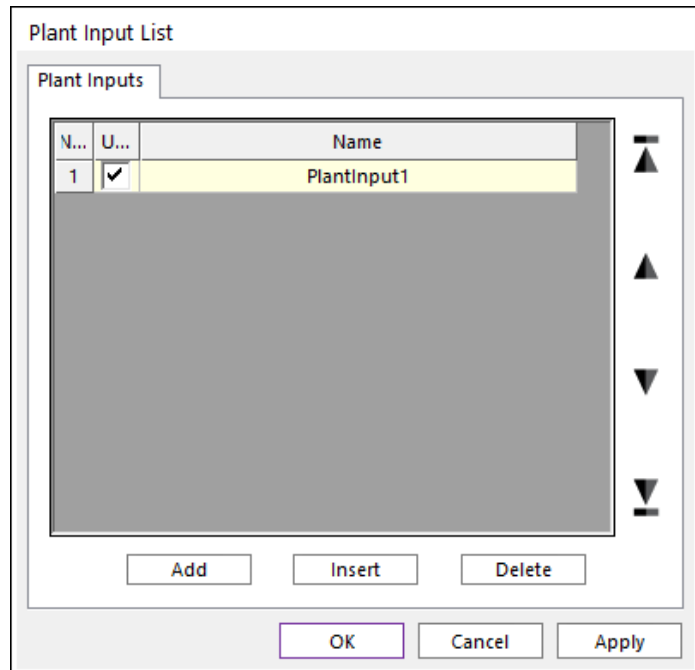 Plant Input List
Plant Inputs
N... U... Name
1 PlantInput1
Add Insert Delete
OK Cancel Apply